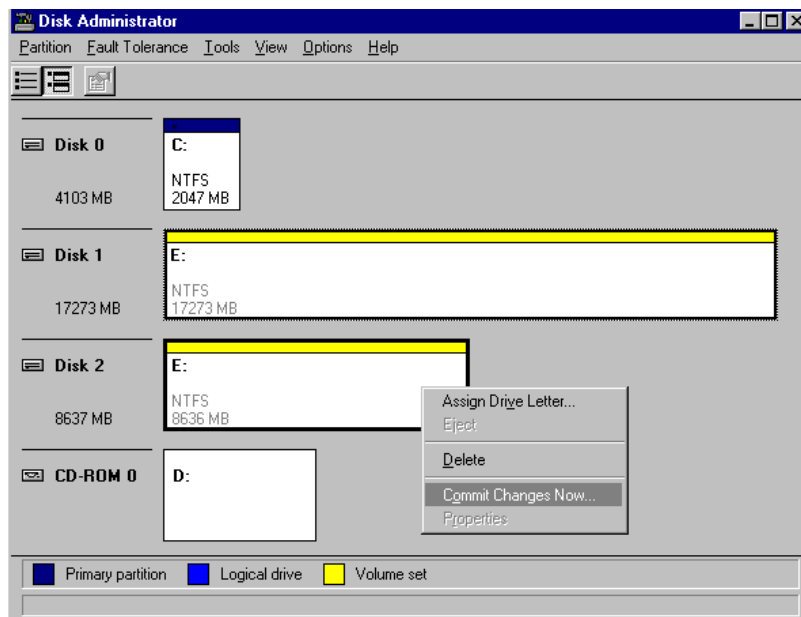 Disk Administrator
Partition Fault Tolerance Tools View Options Help
Disk 0
4103 MB
C:
NTFS
2047 MB
Disk 1
17273 MB
E:
NTFS
17273 MB
Disk 2
8637 MB
E:
NTFS
8636 MB
Assign Drive Letter...
Eject
Delete
Commit Changes Now...
Properties
CD-ROM 0
D:
Primary partition Logical drive Volume set